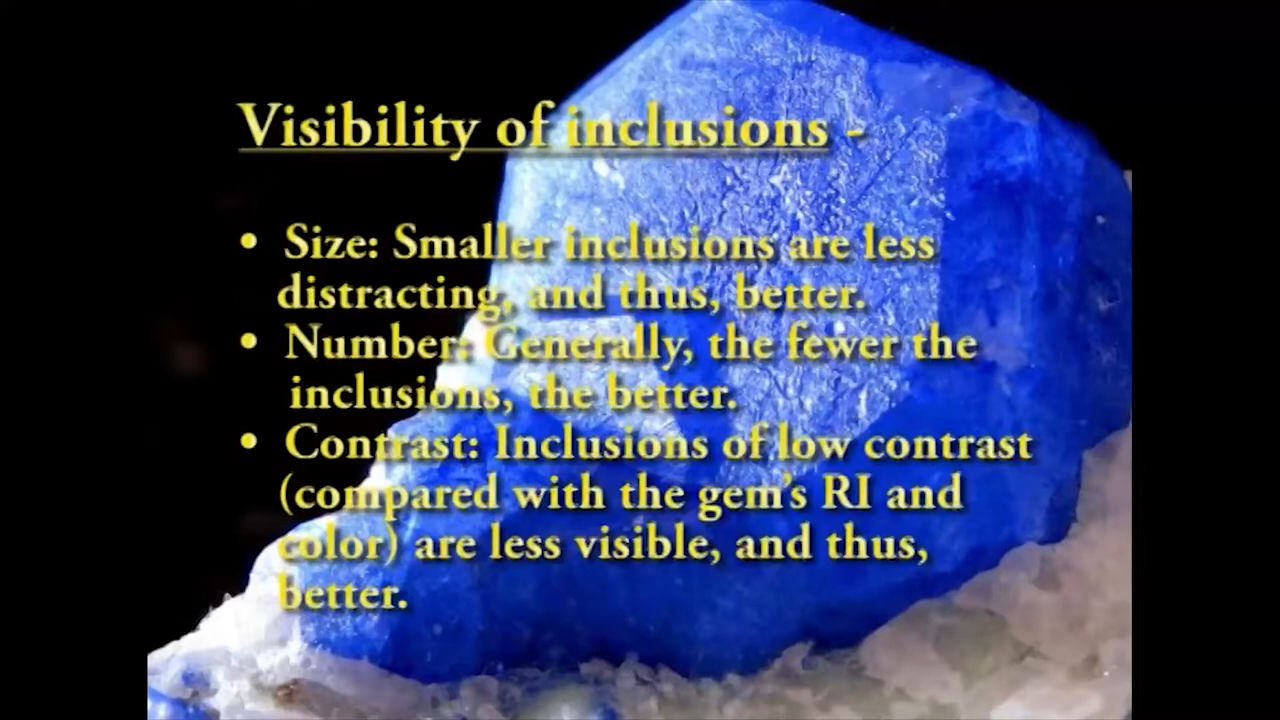 Visibility of inclusions -
• Size: Smaller inclusions are less
distracting, and thus, better.
• Number: Generally, the fewer the
inclusions, the better.
• Contrast: Inclusions of low contrast
(compared with the gem’s RI and
color) are less visible, and thus,
better.